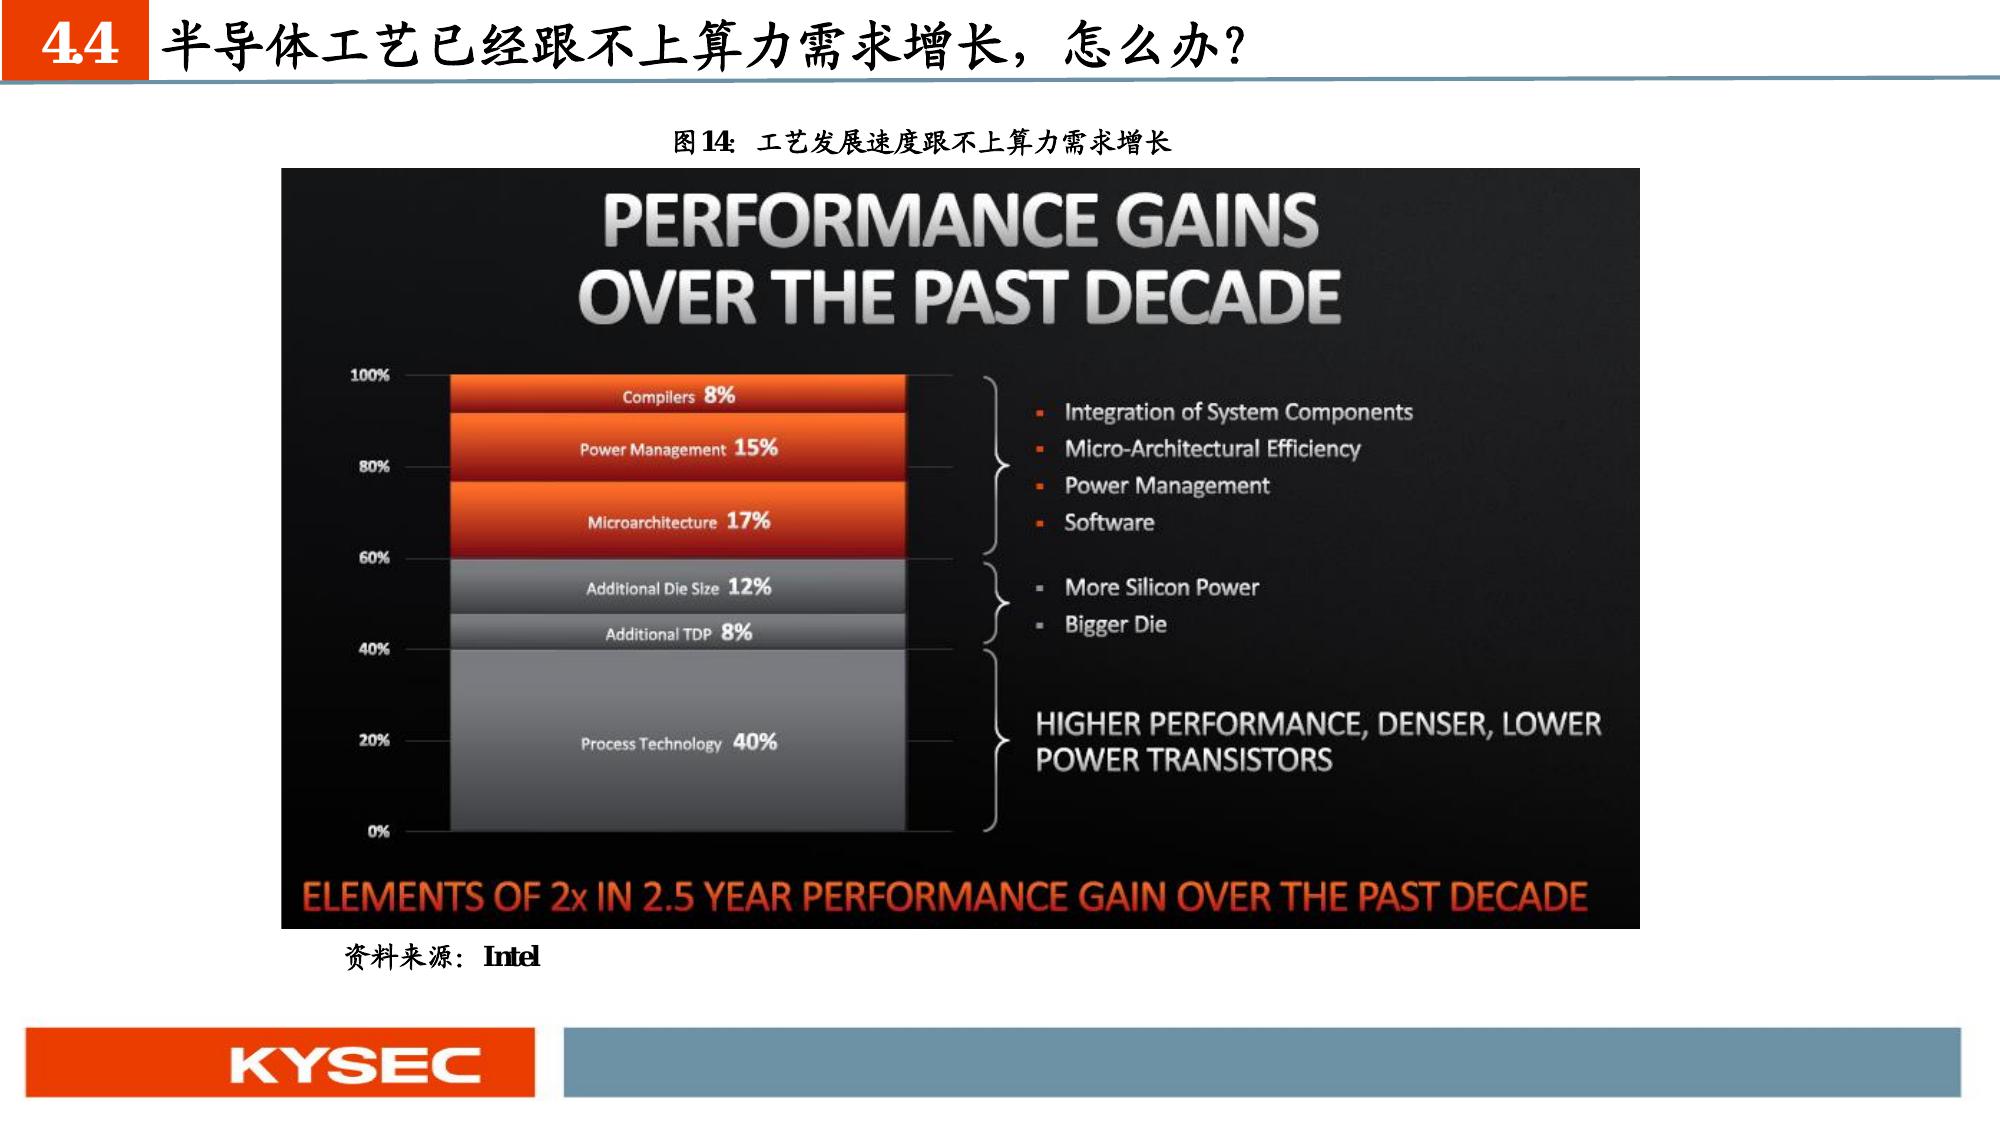 4.4 半导体工艺已经跟不上算力需求增长，怎么办？
图14：工艺发展速度跟不上算力需求增长
PERFORMANCE GAINS
OVER THE PAST DECADE
100%
80%
60%
40%
20%
0%
Compilers 8%
Power Management 15%
Microarchitecture 17%
Additional Die Size 12%
Additional TDP 8%
Process Technology 40%
▪ Integration of System Components
▪ Micro-Architectural Efficiency
▪ Power Management
▪ Software
▪ More Silicon Power
▪ Bigger Die
HIGHER PERFORMANCE, DENSER, LOWER
POWER TRANSISTORS
ELEMENTS OF 2x IN 2.5 YEAR PERFORMANCE GAIN OVER THE PAST DECADE
资料来源：Intel
KYSEC